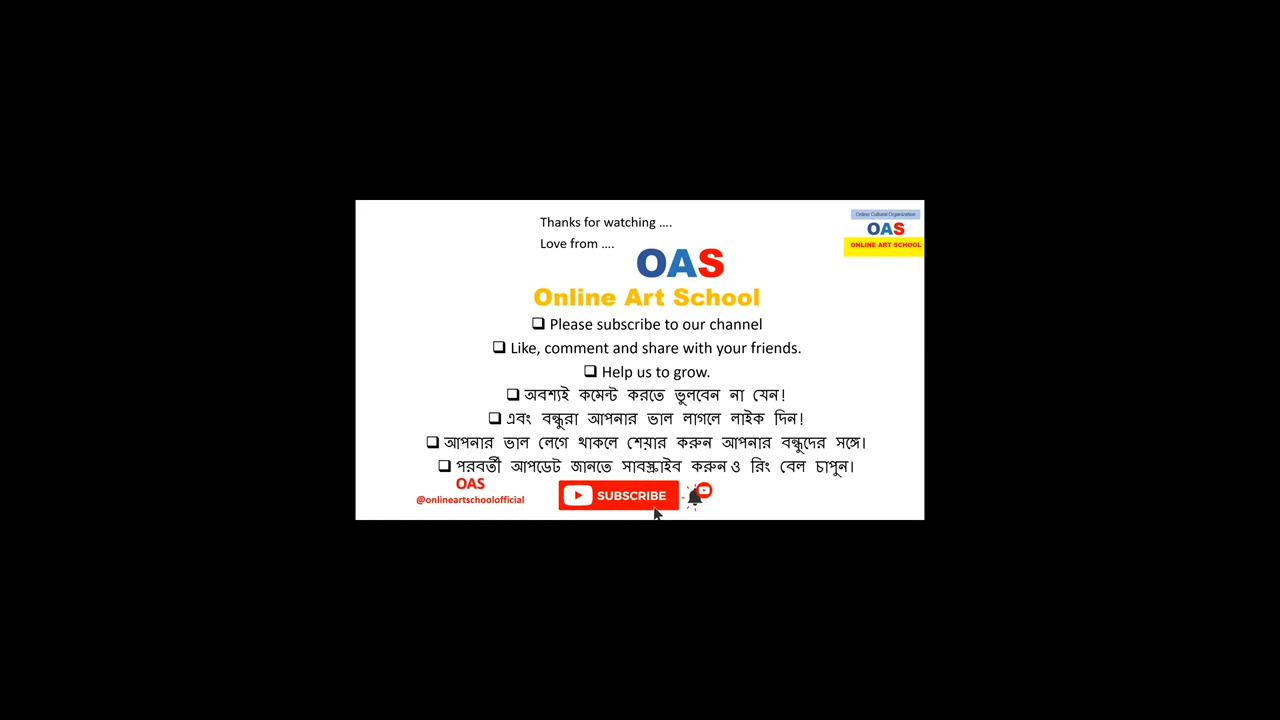 Thanks for watching ....
Love from ....
OAS
Online Art School
Online Cultural Organization
OAS
ONLINE ART SCHOOL
Please subscribe to our channel
Like, comment and share with your friends.
Help us to grow.
অবশ্যই কমেন্ট করতে ভুলবেন না যেন!
এবং বন্ধুরা আপনার ভাল লাগলে লাইক দিন!
আপনার ভাল লেগে থাকলে শেয়ার করুন আপনার বন্ধুদের সঙ্গে।
পরবর্তী আপডেট জানতে সাবস্ক্রাইব করুন ও রিং বেল চাপুন।
OAS
@onlineartschoolofficial
SUBSCRIBE